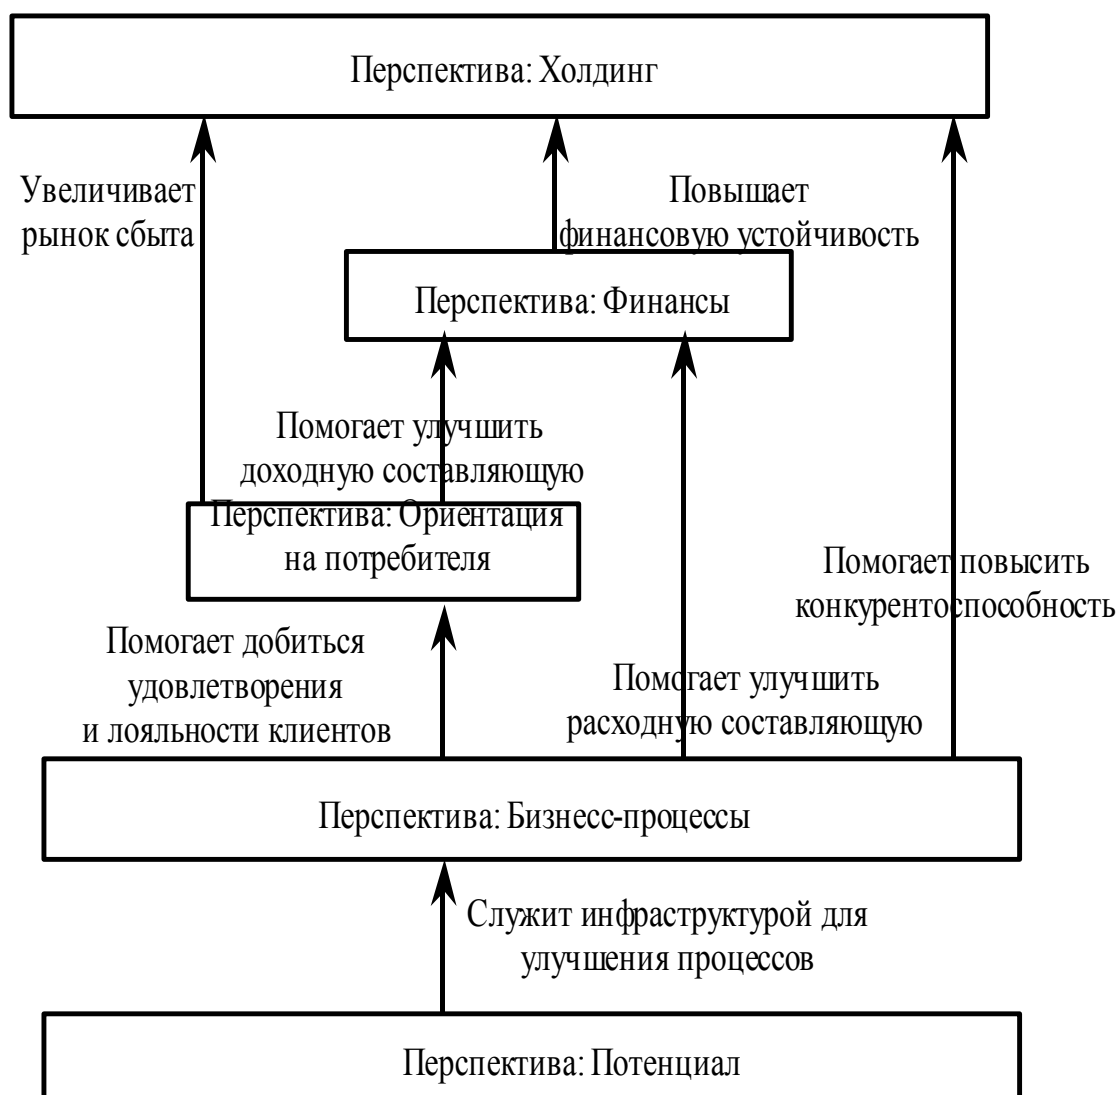 Перспектива: Холдинг
Увеличивает
рынок сбыта
Повышает
финансовую устойчивость
Перспектива: Финансы
Помогает улучшить
доходную составляющую
Перспектива: Ориентация
на потребителя
Помогает повысить
конкурентоспособность
Помогает добиться
удовлетворения
и лояльности клиентов
Помогает улучшить
расходную составляющую
Перспектива: Бизнесс-процессы
Служит инфраструктурой для
улучшения процессов
Перспектива: Потенциал